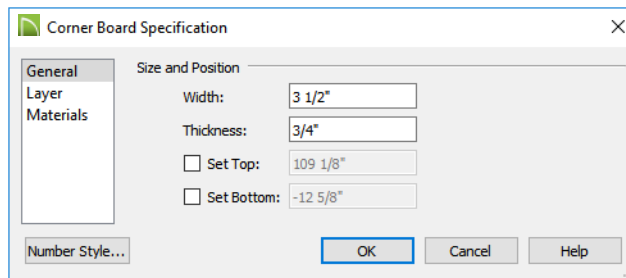 Corner Board Specification
General
Layer
Materials
Size and Position
Width: 3 1/2"
Thickness: 3/4"
Set Top: 109 1/8"
Set Bottom: -12 5/8"
Number Style... OK Cancel Help